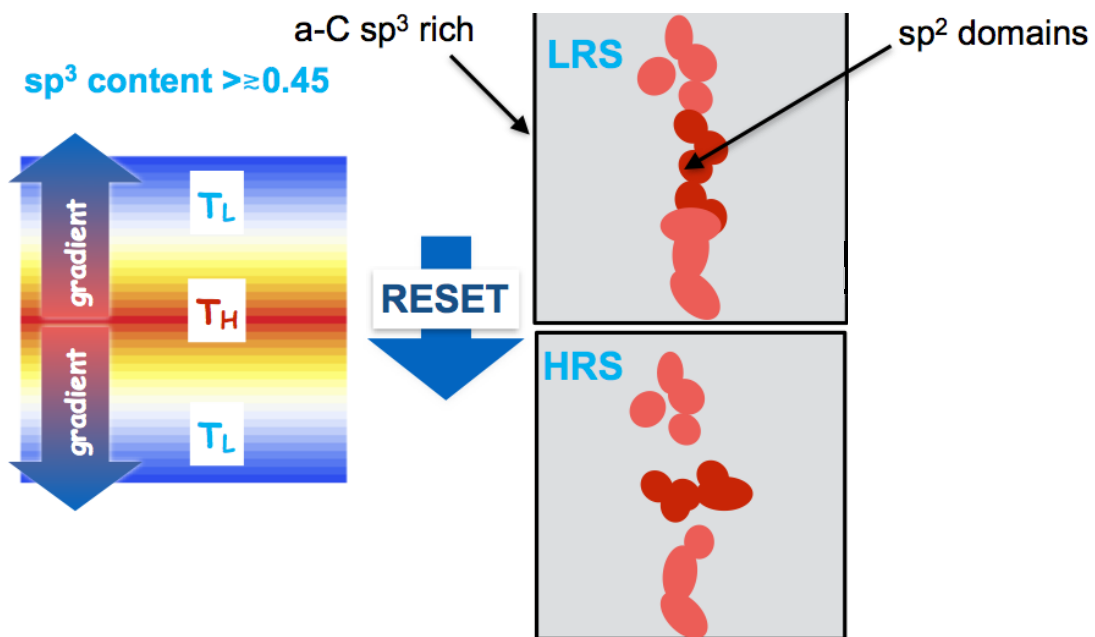 a-C sp³ rich
sp² domains
sp³ content >≳0.45
LRS
gradient
T_L
T_H
RESET
gradient
T_L
HRS